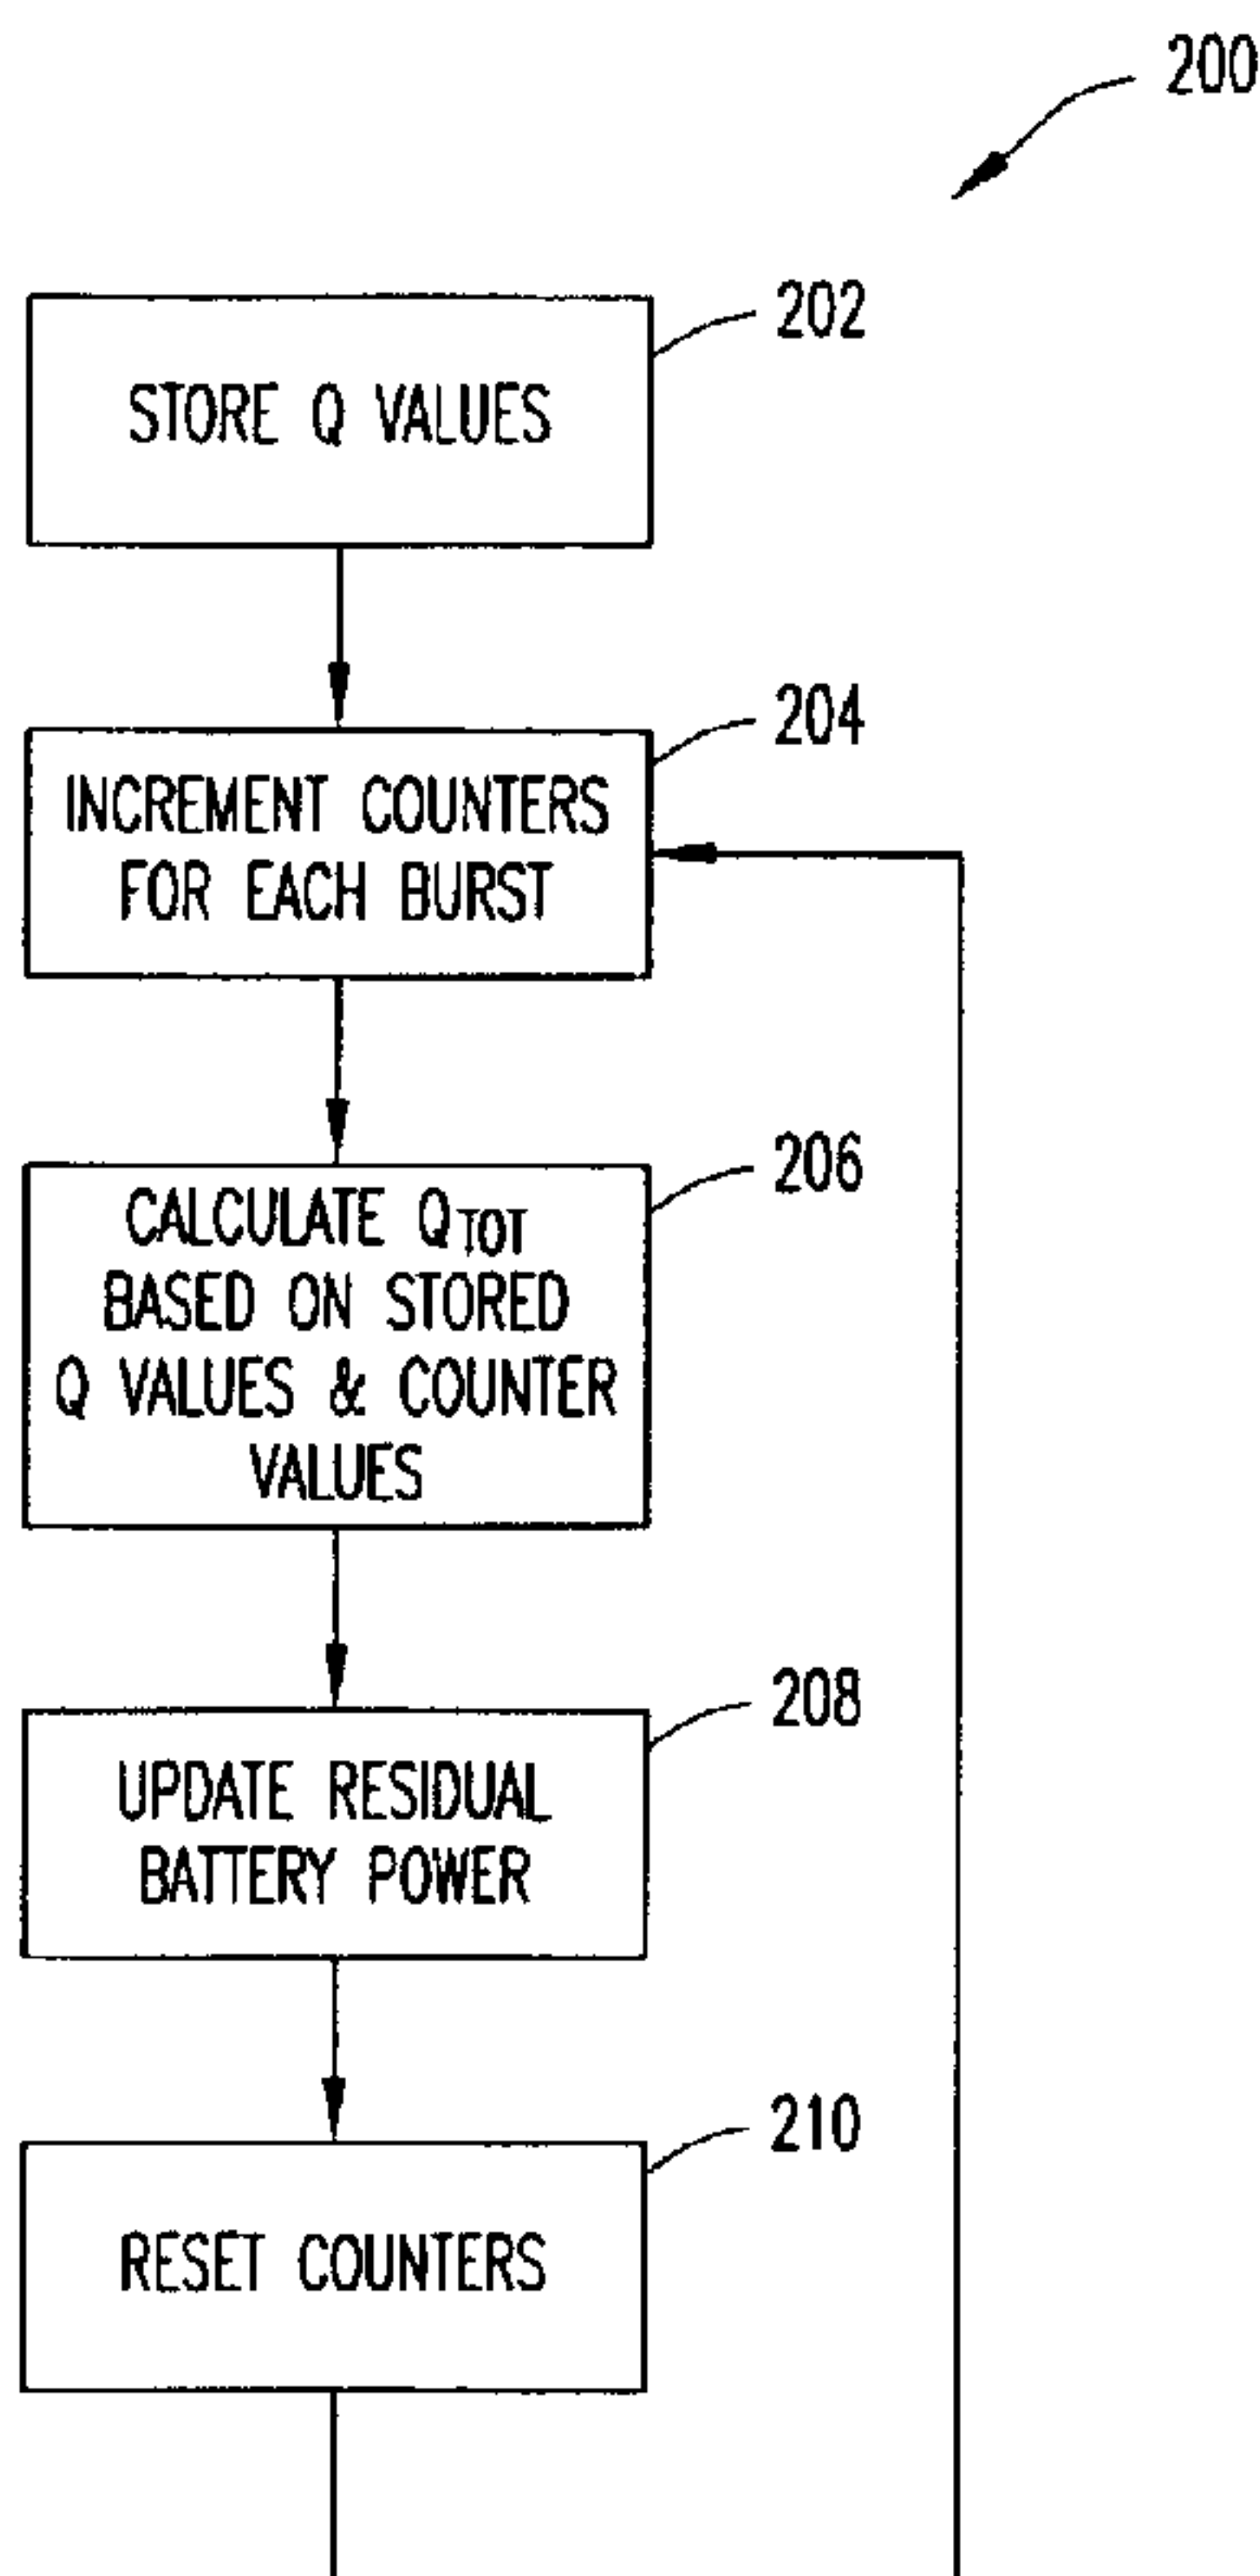 200
202
STORE Q VALUES
204
INCREMENT COUNTERS
FOR EACH BURST
206
CALCULATE QTOT
BASED ON STORED
Q VALUES & COUNTER
VALUES
208
UPDATE RESIDUAL
BATTERY POWER
210
RESET COUNTERS